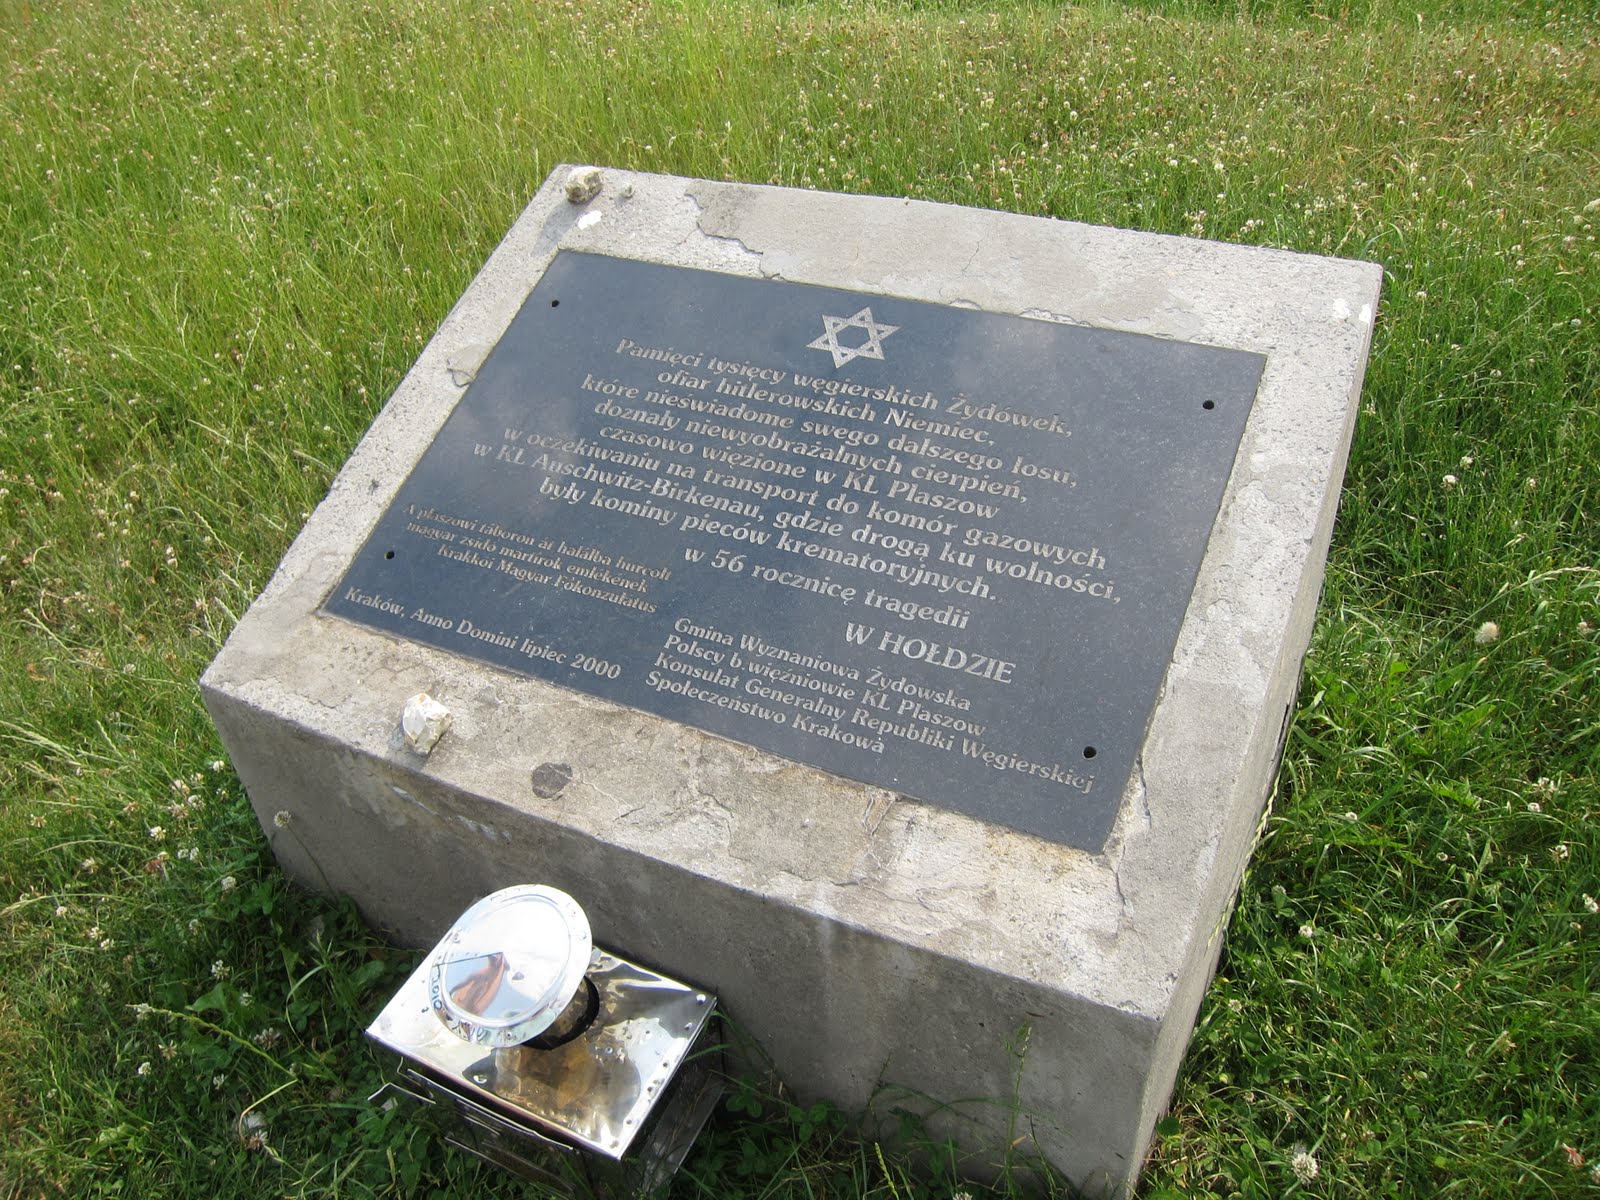 Pamięci tysięcy węgierskich Żydówek,
ofiar hitlerowskich Niemiec,
które nieświadome swego dalszego losu,
doznały niewyobrażalnych cierpień,
czasowo więzione w KL Płaszow
w oczekiwaniu na transport do komór gazowych
w KL Auschwitz-Birkenau, gdzie drogą ku wolności,
były kominy pieców krematoryjnych.
w 56 rocznicę tragedii
W HOŁDZIE
A płaszowi táboron át halálba hurcolt
magyar zsidó mártírok emlékének
Krakkói Magyar Főkonzulátus
Kraków, Anno Domini lipiec 2000
Gmina Wyznaniowa Żydowska
Polscy b.więźniowie KL Płaszow
Konsulat Generalny Republiki Węgierskiej
Społeczeństwo Krakowa